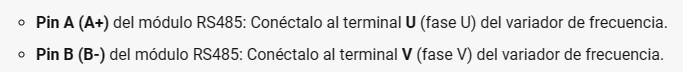 Pin A (A+) del módulo RS485: Conéctalo al terminal U (fase U) del variador de frecuencia.
Pin B (B-) del módulo RS485: Conéctalo al terminal V (fase V) del variador de frecuencia.